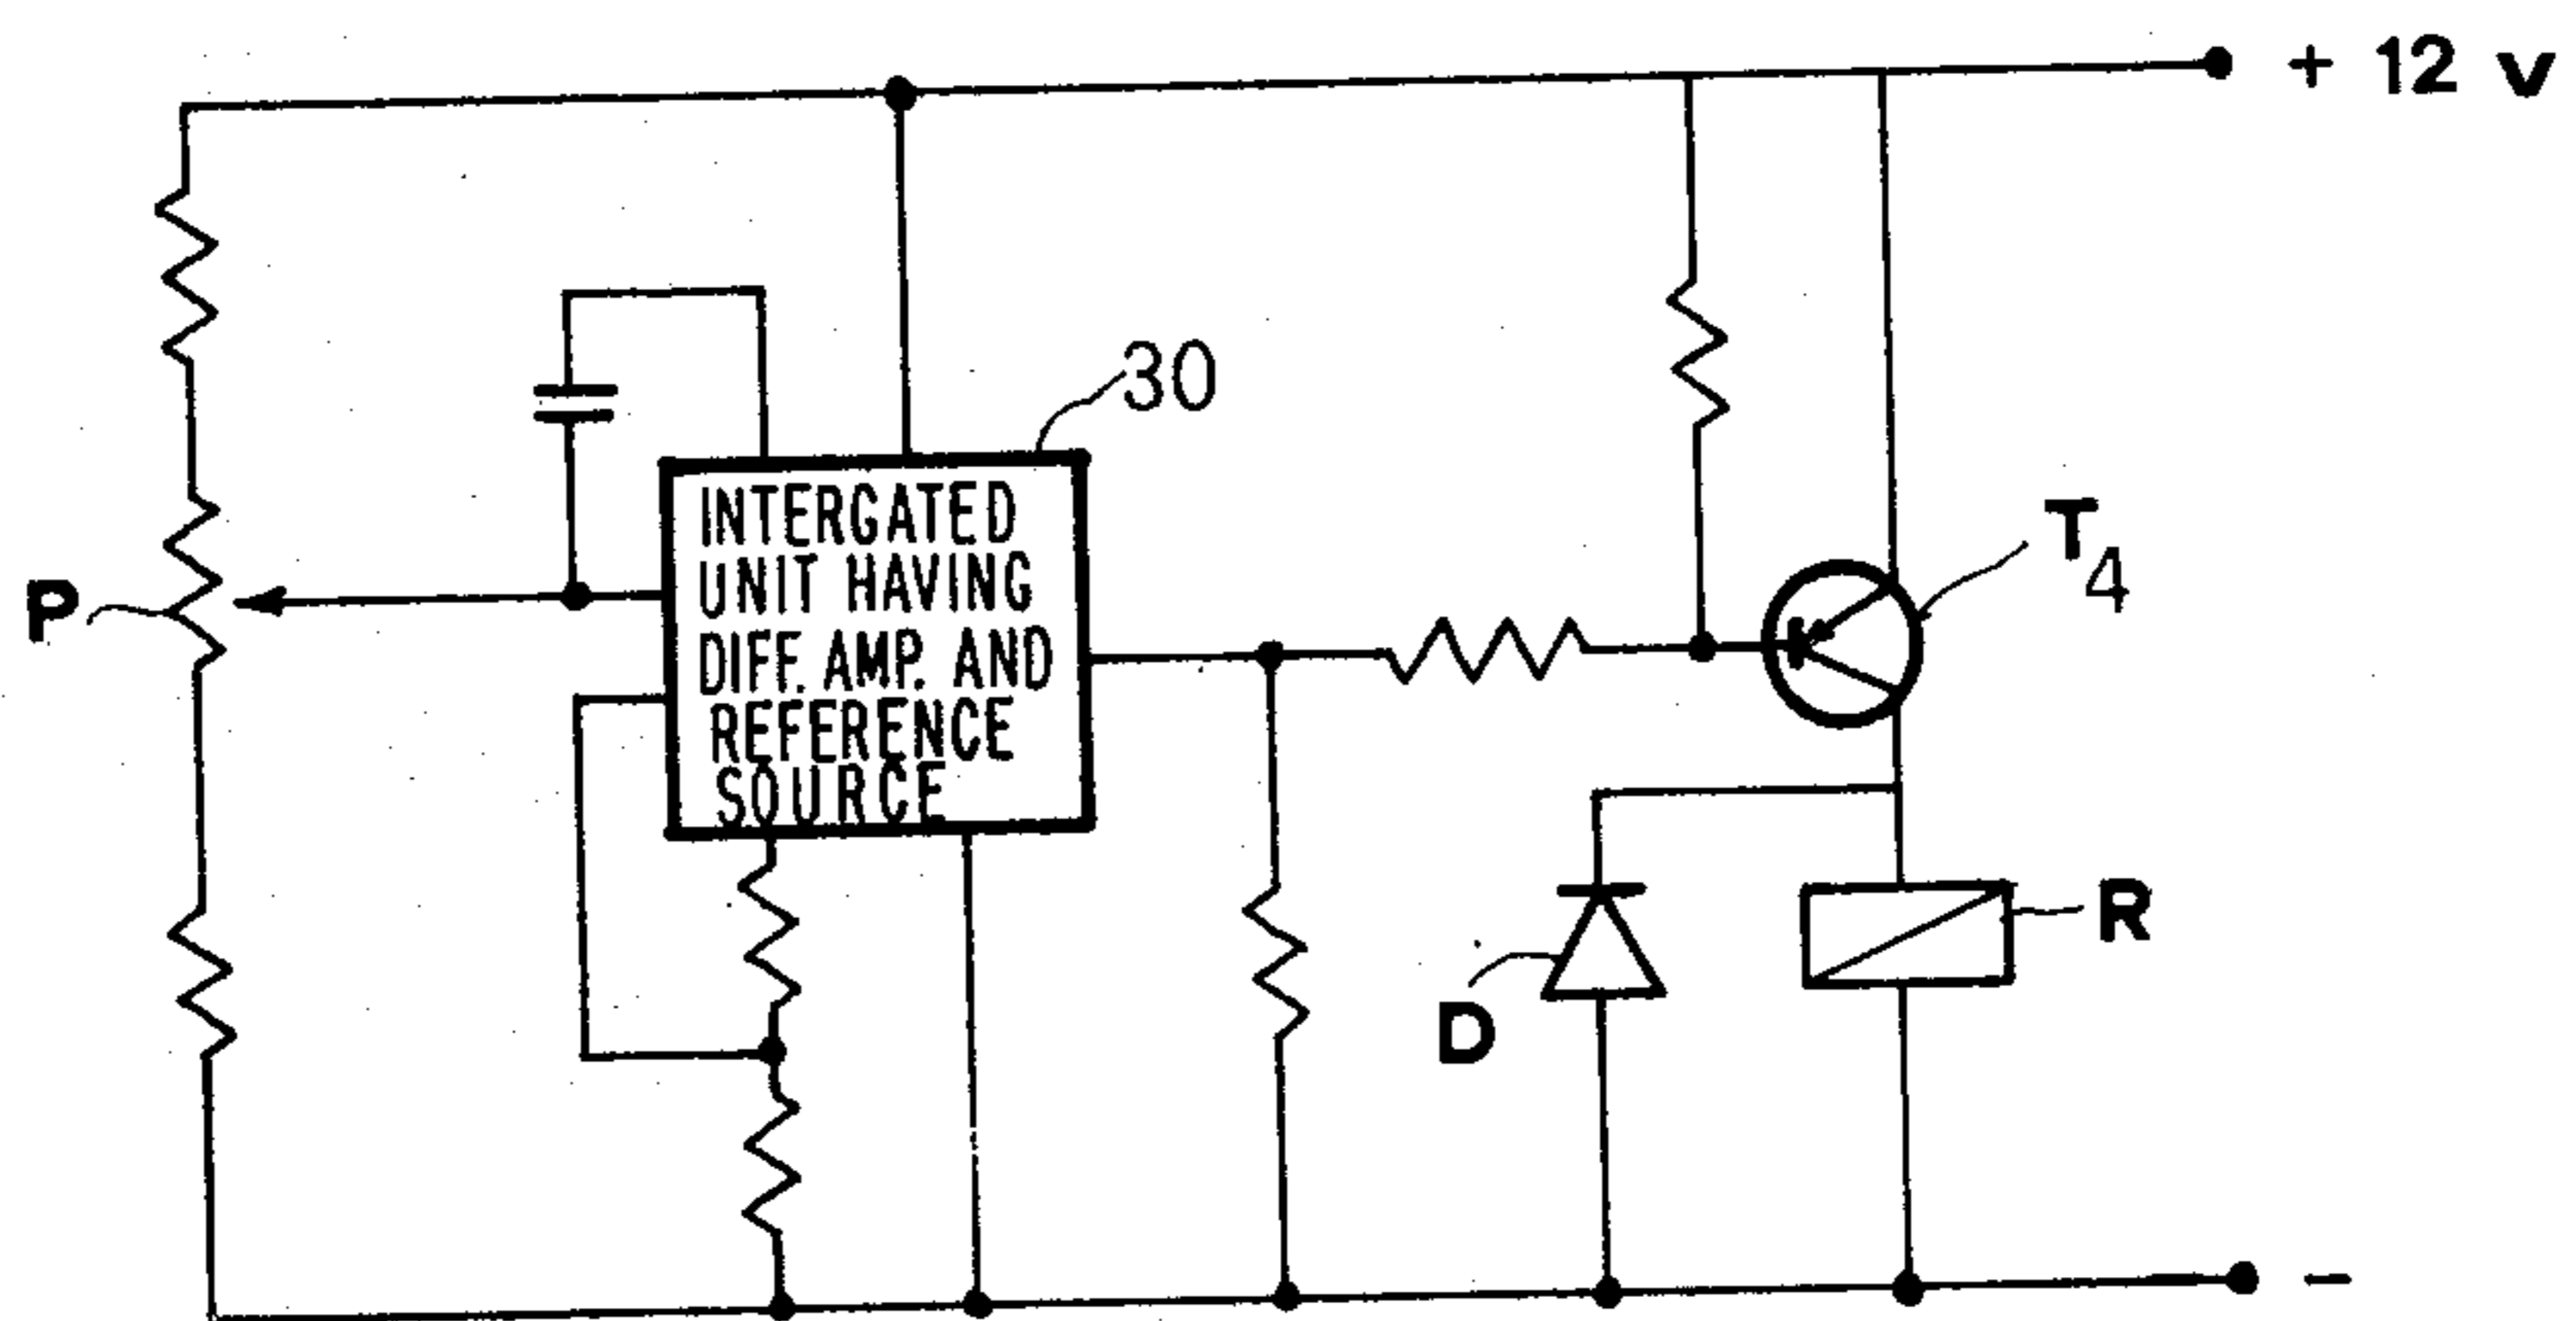 + 12 v
30
INTERGATED
UNIT HAVING
DIFF. AMP. AND
REFERENCE
SOURCE
T4
P
R
D
-